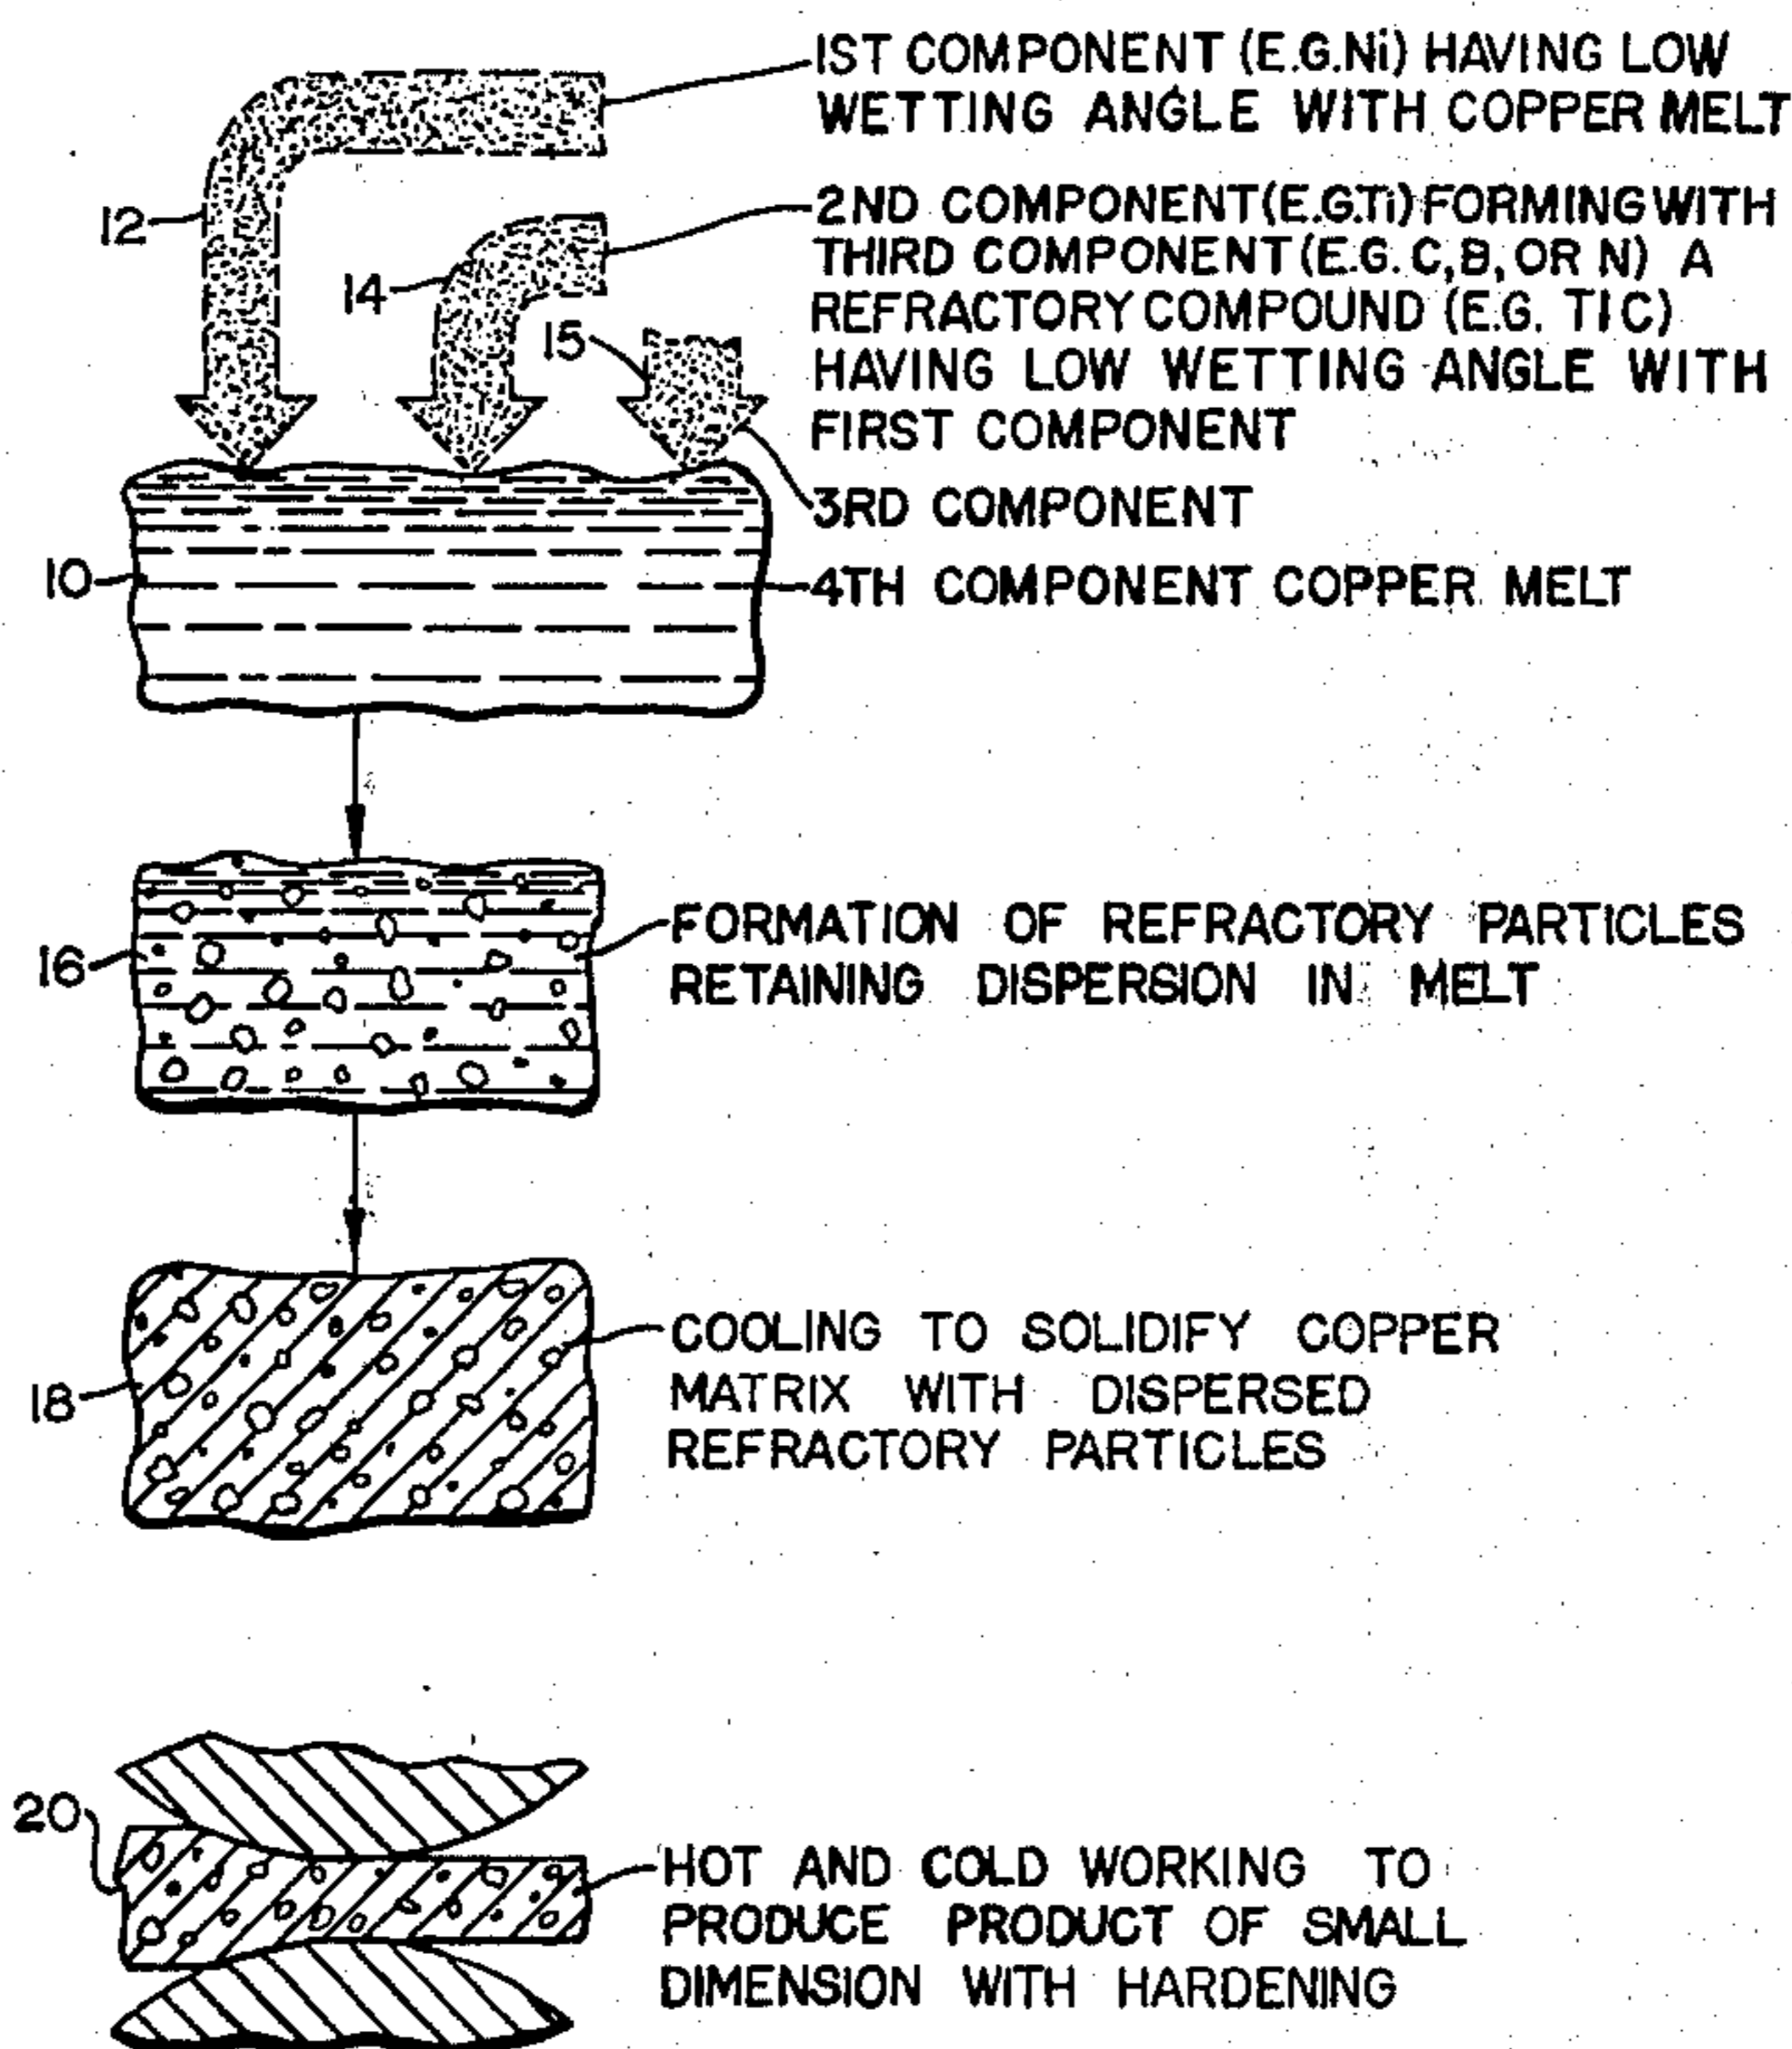 1ST COMPONENT (E.G.Ni) HAVING LOW
WETTING ANGLE WITH COPPER MELT
12
2ND COMPONENT(E.G.Ti) FORMING WITH
THIRD COMPONENT (E.G. C, B, OR N) A
14
REFRACTORY COMPOUND (E.G. TIC)
15
HAVING LOW WETTING ANGLE WITH
FIRST COMPONENT
3RD COMPONENT
10
4TH COMPONENT COPPER MELT
FORMATION OF REFRACTORY PARTICLES
16
RETAINING DISPERSION IN MELT
COOLING TO SOLIDIFY COPPER
18
MATRIX WITH DISPERSED
REFRACTORY PARTICLES
20
HOT AND COLD WORKING TO
PRODUCE PRODUCT OF SMALL
DIMENSION WITH HARDENING